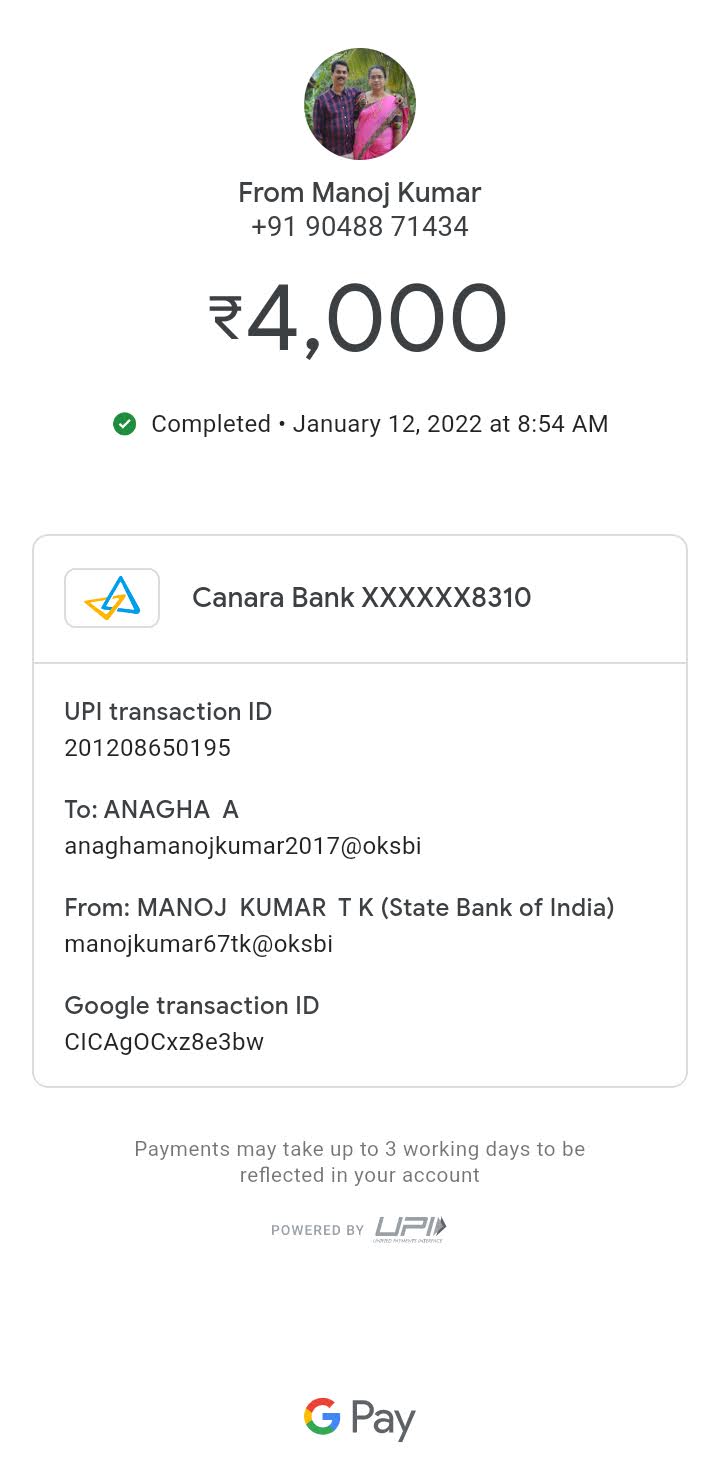 From Manoj Kumar
+91 90488 71434
₹4,000
Completed • January 12, 2022 at 8:54 AM
Canara Bank XXXXXX8310
UPI transaction ID
201208650195
To: ANAGHA A
anaghamanojkumar2017@oksbi
From: MANOJ KUMAR T K (State Bank of India)
manojkumar67tk@oksbi
Google transaction ID
CICAgOCxz8e3bw
Payments may take up to 3 working days to be
reflected in your account
POWERED BY UPI
UNIFIED PAYMENTS INTERFACE
G Pay